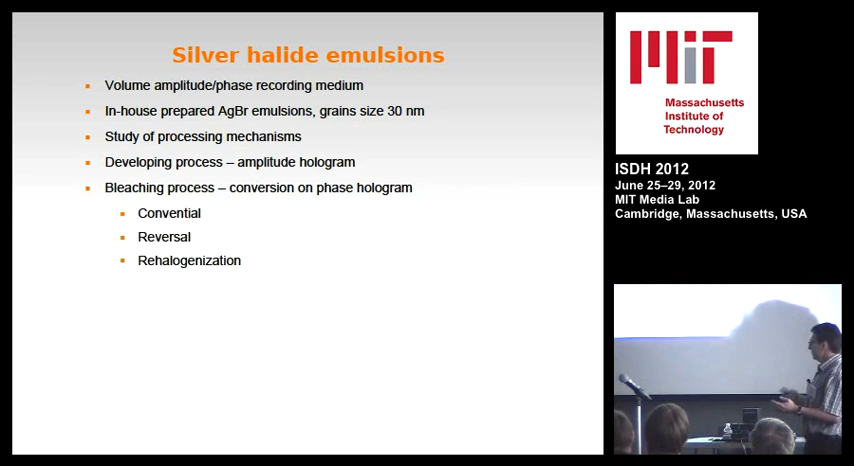 Silver halide emulsions
Volume amplitude/phase recording medium
In-house prepared AgBr emulsions, grains size 30 nm
Study of processing mechanisms
Developing process – amplitude hologram
Bleaching process – conversion on phase hologram
Convential
Reversal
Rehalogenization
MIT
Massachusetts
Institute of
Technology
ISDH 2012
June 25–29, 2012
MIT Media Lab
Cambridge, Massachusetts, USA